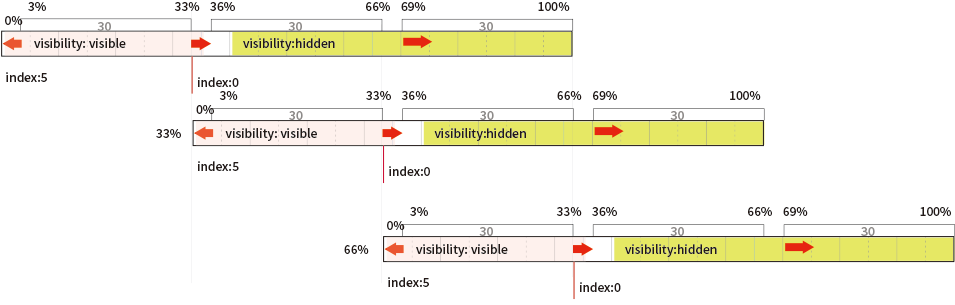 3% 33% 36% 66% 69% 100%
0% 30 30 30
visibility: visible visibility:hidden
index:5 index:0
3% 33% 36% 66% 69% 100%
0% 30 30 30
33% visibility: visible visibility:hidden
index:5 index:0
3% 33% 36% 66% 69% 100%
0% 30 30 30
66% visibility: visible visibility:hidden
index:5 index:0